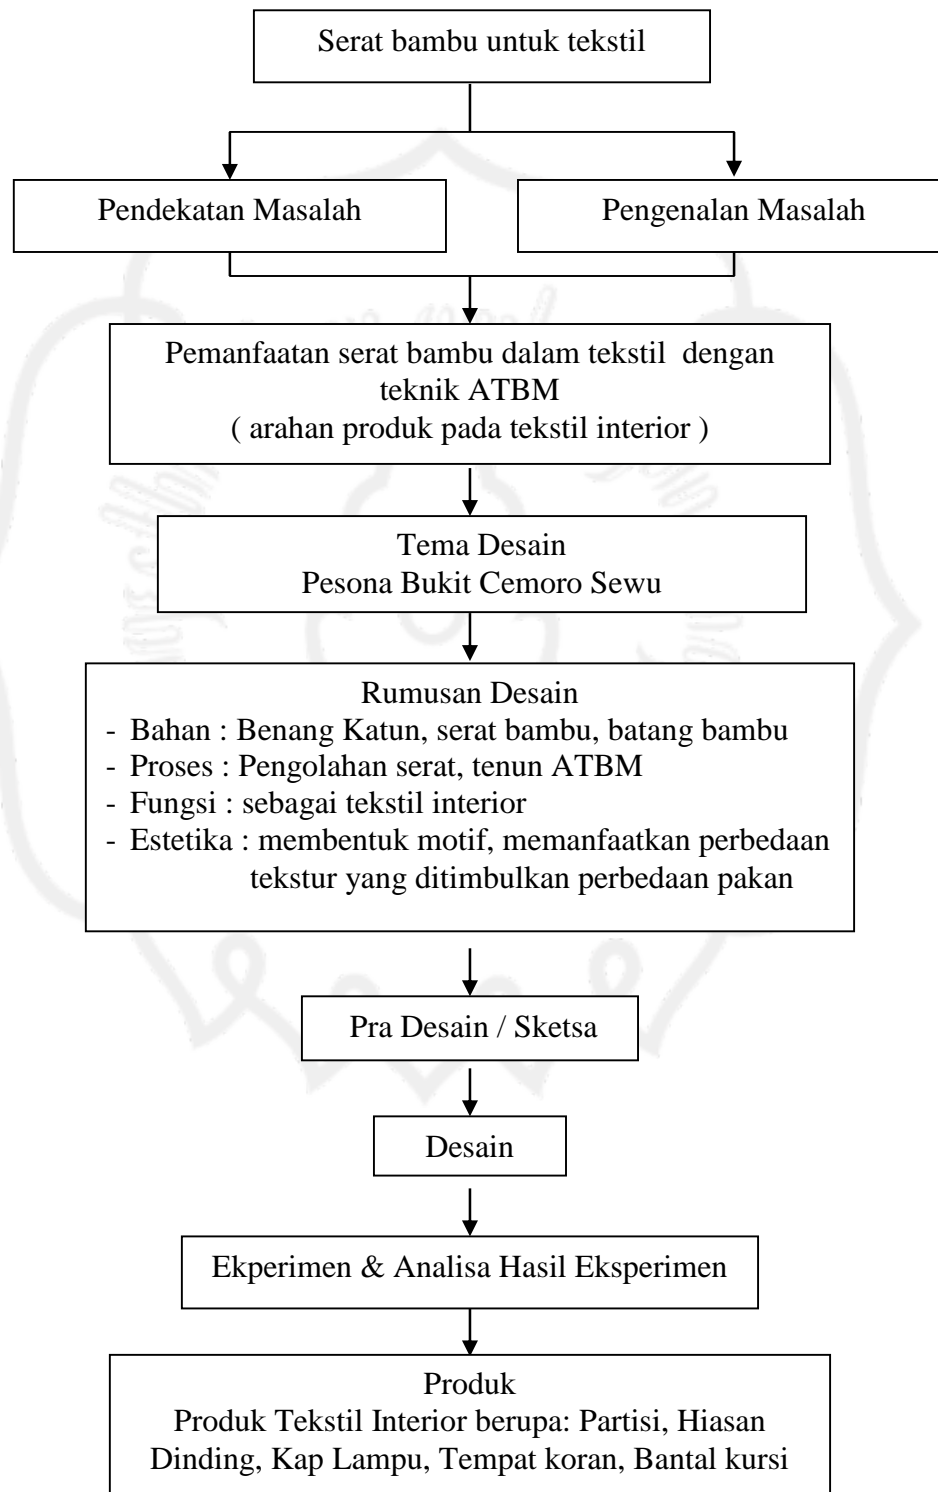 Serat bambu untuk tekstil
Pendekatan Masalah
Pengenalan Masalah
Pemanfaatan serat bambu dalam tekstil dengan
teknik ATBM
( arahan produk pada tekstil interior )
Tema Desain
Pesona Bukit Cemoro Sewu
Rumusan Desain
- Bahan : Benang Katun, serat bambu, batang bambu
- Proses : Pengolahan serat, tenun ATBM
- Fungsi : sebagai tekstil interior
- Estetika : membentuk motif, memanfaatkan perbedaan
tekstur yang ditimbulkan perbedaan pakan
Pra Desain / Sketsa
Desain
Ekperimen & Analisa Hasil Eksperimen
Produk
Produk Tekstil Interior berupa: Partisi, Hiasan
Dinding, Kap Lampu, Tempat koran, Bantal kursi